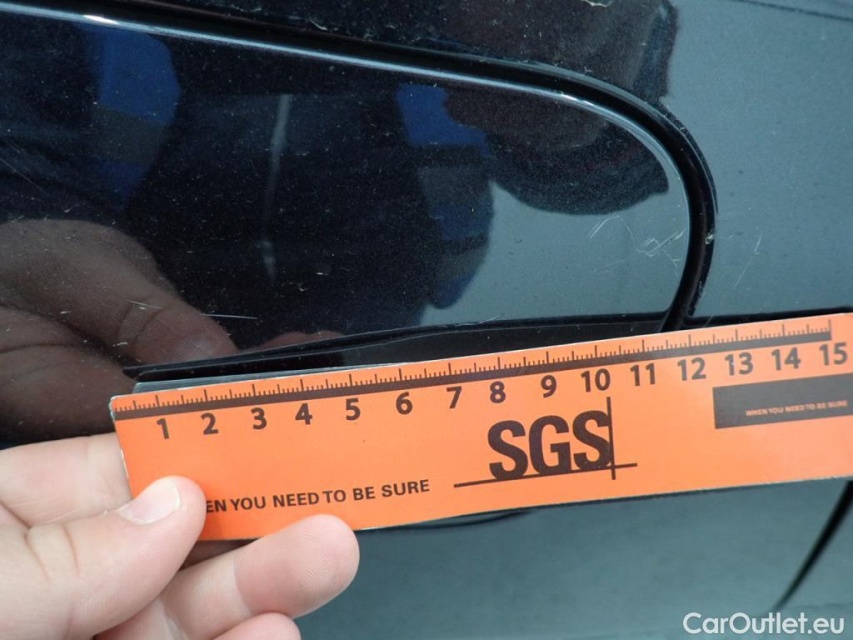 1 2 3 4 5 6 7 8 9 10 11 12 13 14 15
SGS
WHEN YOU NEED TO BE SURE
EN YOU NEED TO BE SURE
CarOutlet.eu